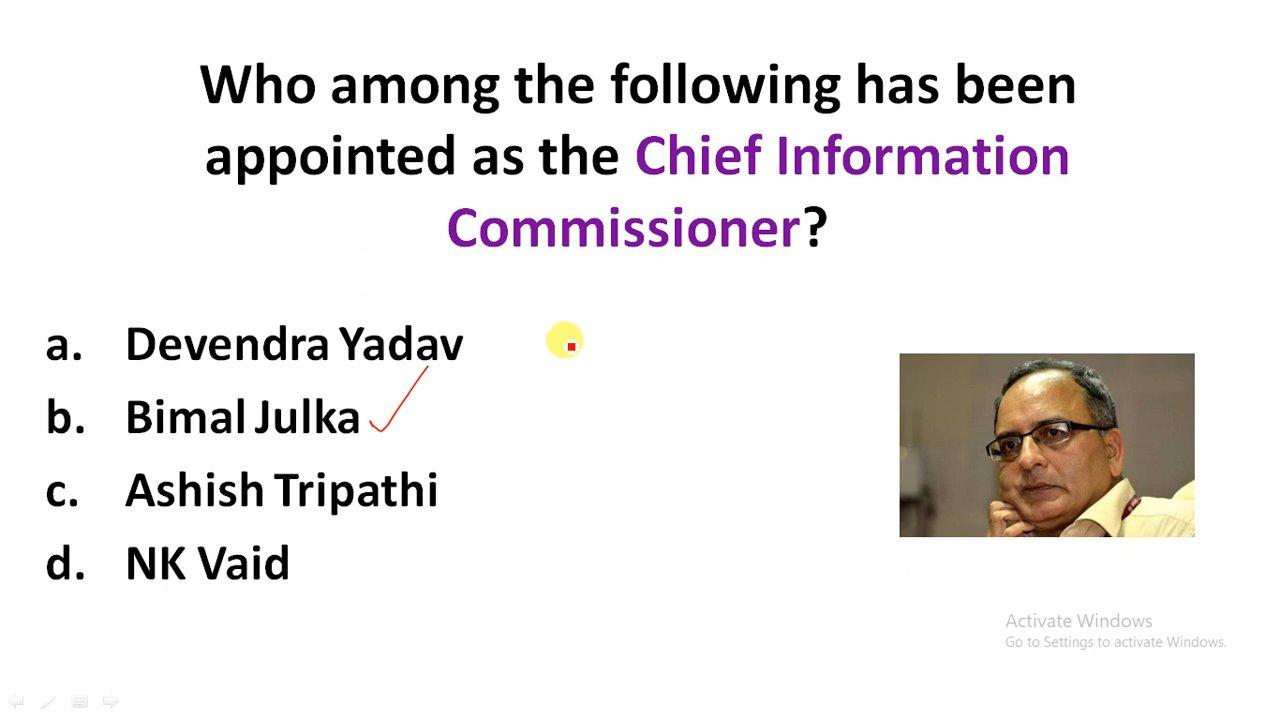 Who among the following has been
appointed as the Chief Information
Commissioner?
a. Devendra Yadav
b. Bimal Julka
c. Ashish Tripathi
d. NK Vaid
Activate Windows
Go to Settings to activate Windows.